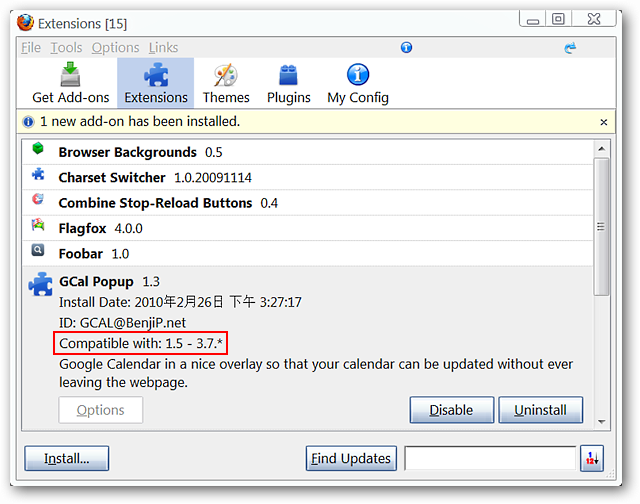 Extensions [15]
File Tools Options Links
Get Add-ons Extensions Themes Plugins My Config
1 new add-on has been installed.
Browser Backgrounds 0.5
Charset Switcher 1.0.20091114
Combine Stop-Reload Buttons 0.4
Flagfox 4.0.0
Foobar 1.0
GCal Popup 1.3
Install Date: 2010年2月26日 下午 3:27:17
ID: GCAL@BenjiP.net
Compatible with: 1.5 - 3.7.*
Google Calendar in a nice overlay so that your calendar can be updated without ever
leaving the webpage.
Options Disable Uninstall
Install... Find Updates